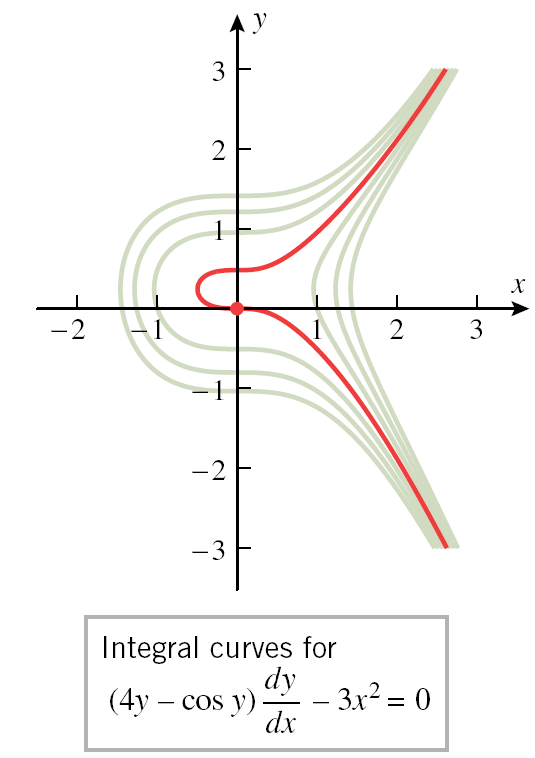 y
3
2
1
x
−2 −1 1 2 3
−1
−2
−3
Integral curves for
(4y – cos y) dy/dx – 3x² = 0